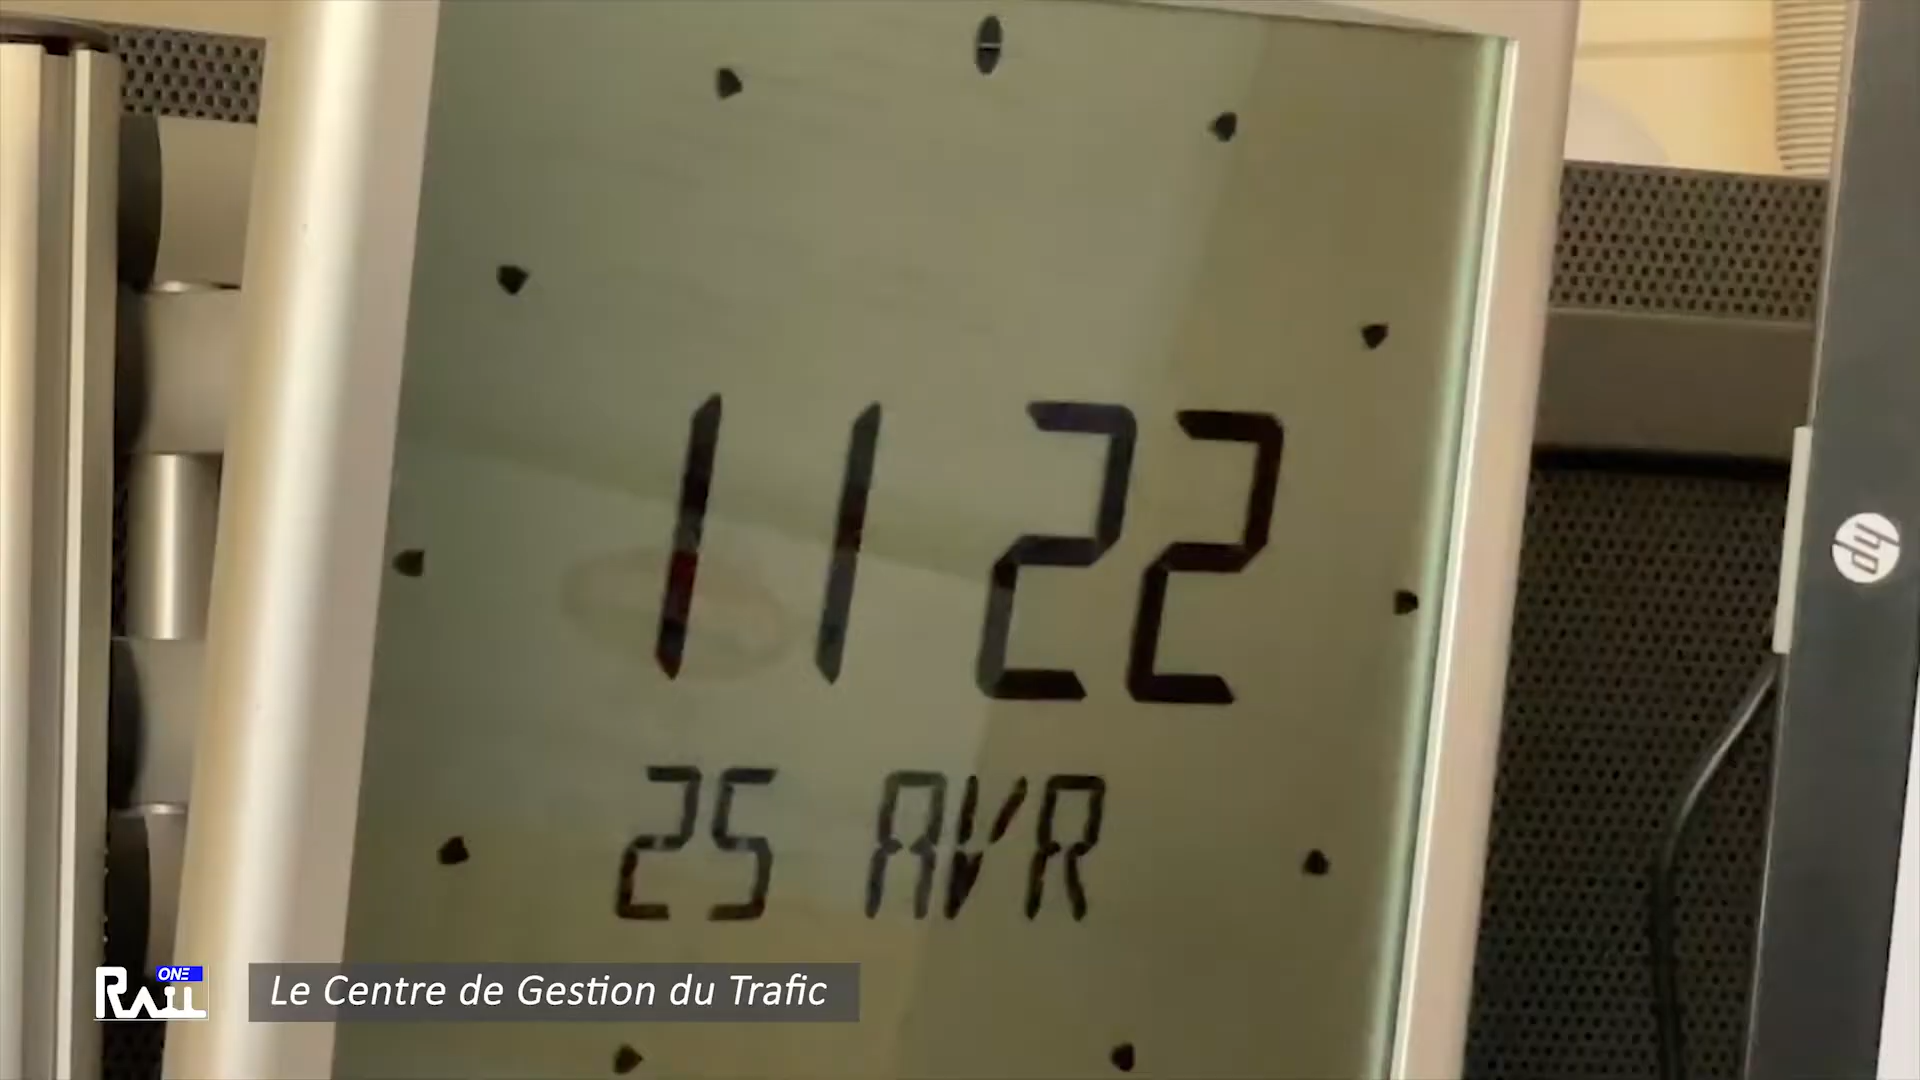 11 22
25 AVR
hp
ONE
RAIL
Le Centre de Gestion du Trafic